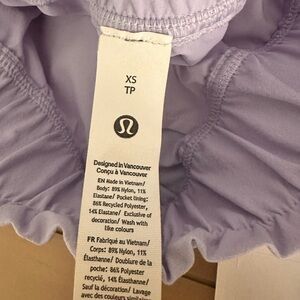 XS
TP
Designed in Vancouver
Conçu à Vancouver
EN Made in Vietnam/
Body: 89% Nylon, 11%
Elastane/ Pocket lining:
86% Recycled Polyester,
14% Elastane/ Exclusive of
decoration/ Wash with
like colours
FR Fabriqué au Vietnam/
Corps: 89% Nylon, 11%
Élasthanne/ Doublure de la
poche: 86% Polyester
recyclé, 14% Élasthanne/
Sauf la décoration/ Lavage
avec des couleurs similaires